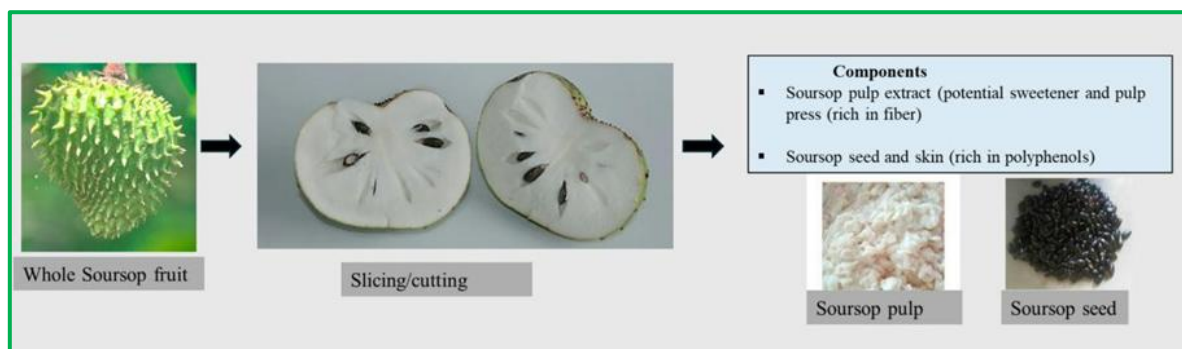 Whole Soursop fruit
Slicing/cutting
Components
▪ Soursop pulp extract (potential sweetener and pulp
press (rich in fiber)
▪ Soursop seed and skin (rich in polyphenols)
Soursop pulp
Soursop seed